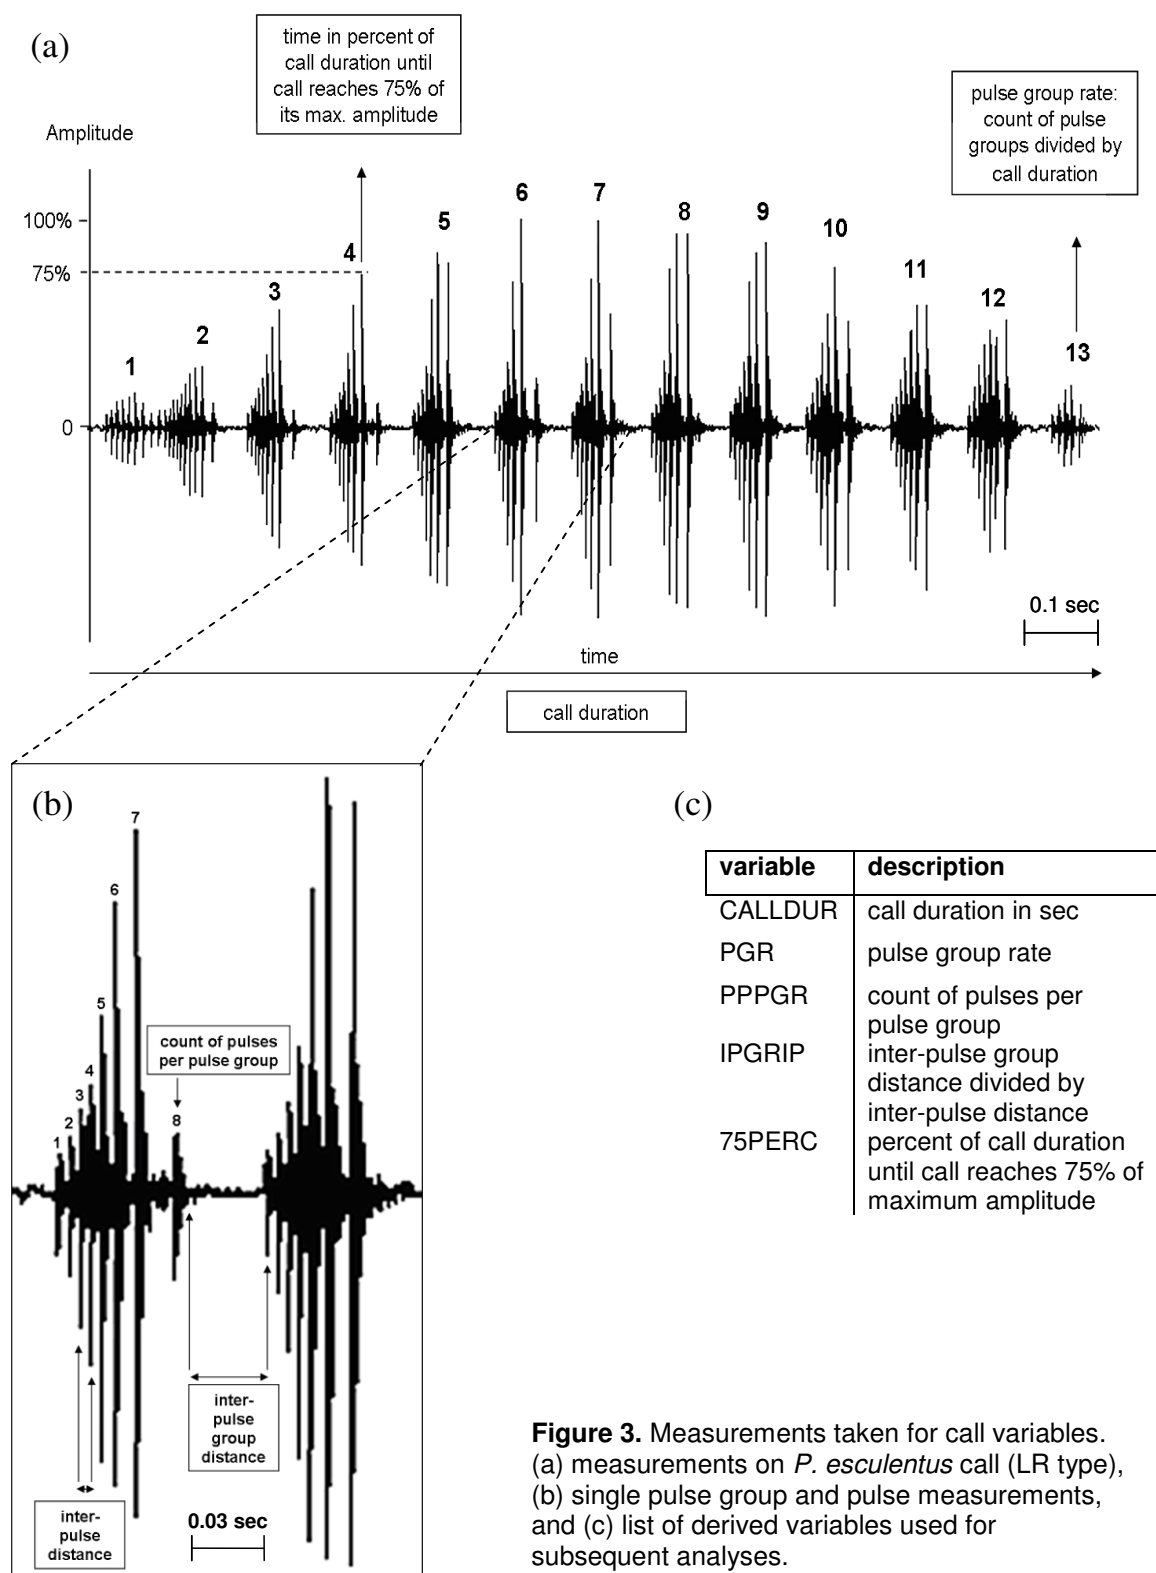 (a)
time in percent of
call duration until
call reaches 75% of
its max. amplitude
pulse group rate:
count of pulse
groups divided by
call duration
Amplitude
100%
75%
0
1
2
3
4
5
6
7
8
9
10
11
12
13
0.1 sec
time
call duration
(b)
1
2
3
4
5
6
7
8
count of pulses
per pulse group
inter-
pulse
group
distance
inter-
pulse
distance
0.03 sec
(c)
variable description
CALLDUR call duration in sec
PGR pulse group rate
PPPGR count of pulses per
pulse group
IPGRIP inter-pulse group
distance divided by
inter-pulse distance
75PERC percent of call duration
until call reaches 75% of
maximum amplitude
Figure 3. Measurements taken for call variables.
(a) measurements on P. esculentus call (LR type),
(b) single pulse group and pulse measurements,
and (c) list of derived variables used for
subsequent analyses.